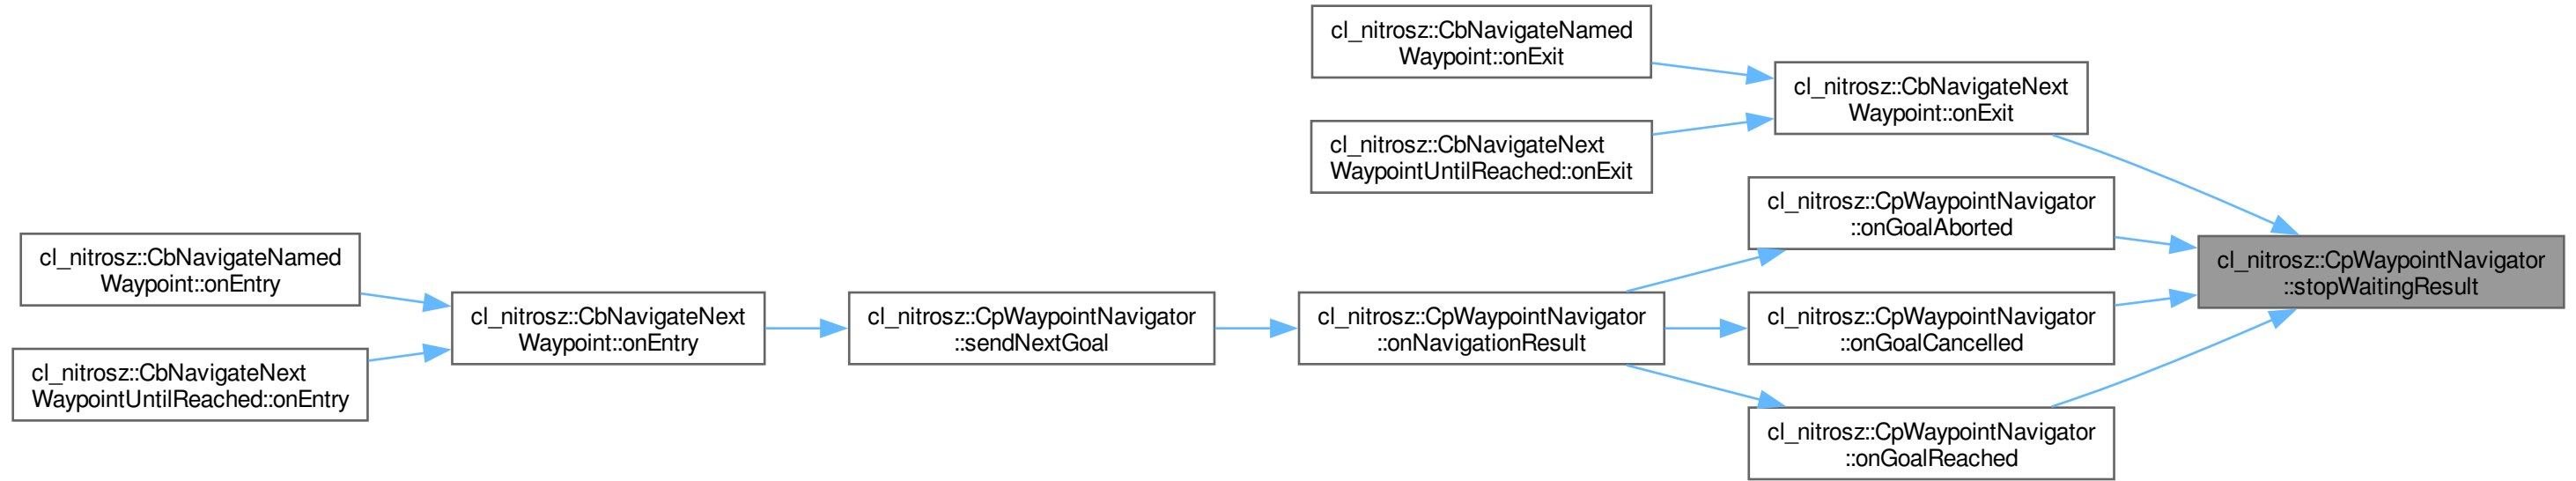 cl_nitrosz::CbNavigateNamed
Waypoint::onEntry
cl_nitrosz::CbNavigateNext
WaypointUntilReached::onEntry
cl_nitrosz::CbNavigateNext
Waypoint::onEntry
cl_nitrosz::CpWaypointNavigator
::sendNextGoal
cl_nitrosz::CbNavigateNamed
Waypoint::onExit
cl_nitrosz::CbNavigateNext
WaypointUntilReached::onExit
cl_nitrosz::CpWaypointNavigator
::onNavigationResult
cl_nitrosz::CbNavigateNext
Waypoint::onExit
cl_nitrosz::CpWaypointNavigator
::onGoalAborted
cl_nitrosz::CpWaypointNavigator
::onGoalCancelled
cl_nitrosz::CpWaypointNavigator
::onGoalReached
cl_nitrosz::CpWaypointNavigator
::stopWaitingResult